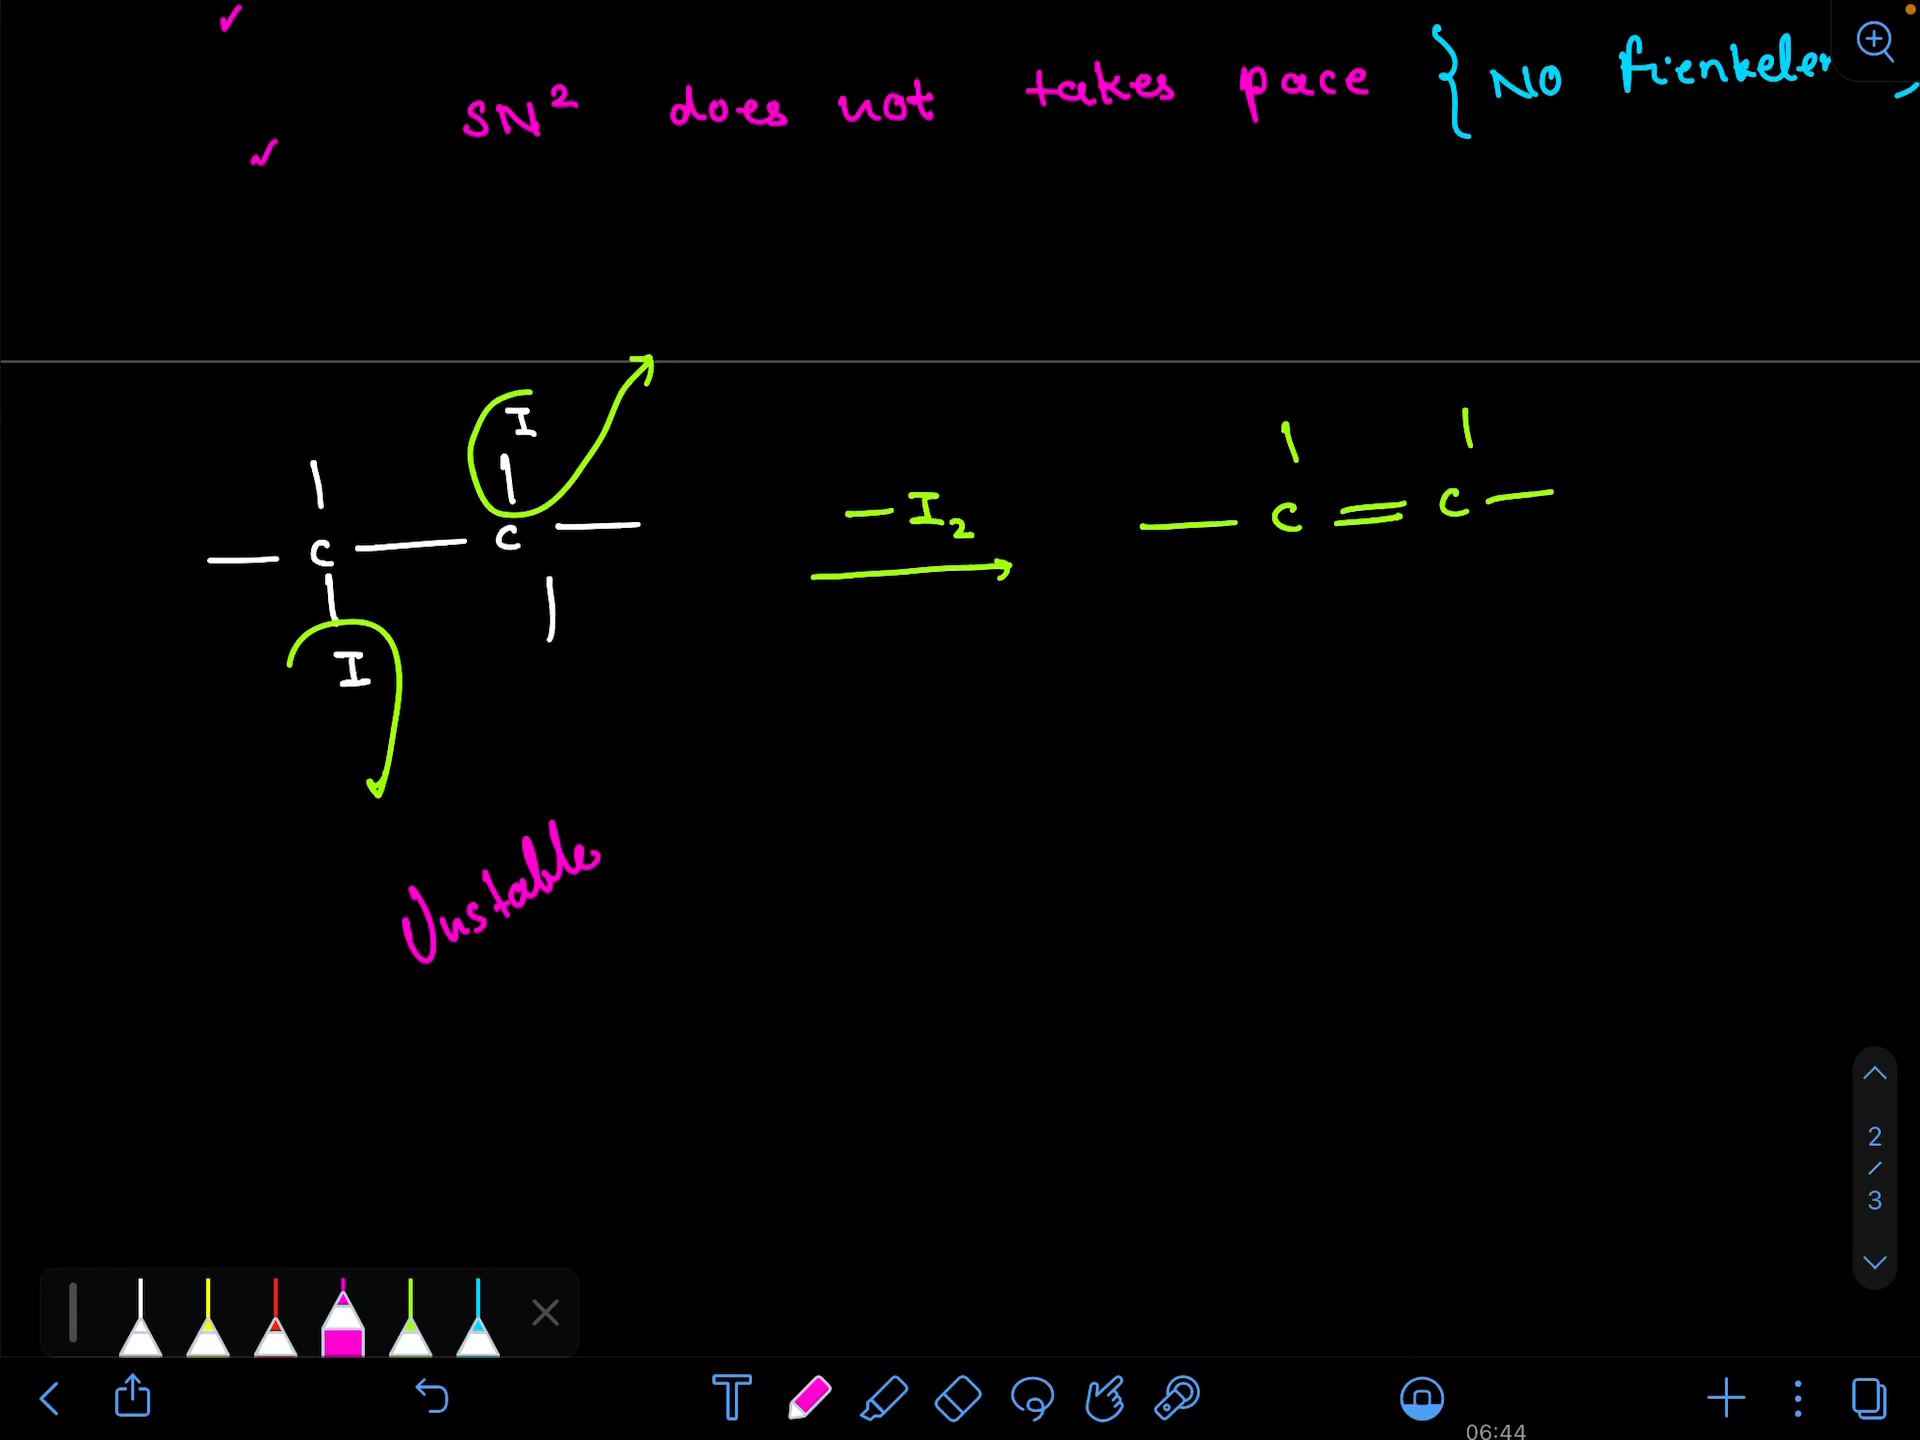 SN² does not takes pace { NO fienkeler
I
C C
I
- I₂
C = C
Unstable
2
/
3
06:44